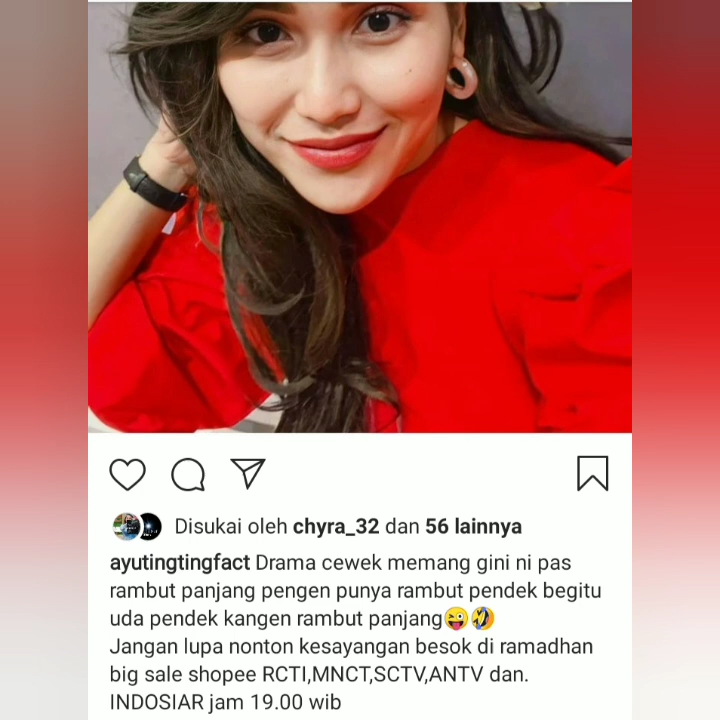 Disukai oleh chyra_32 dan 56 lainnya
ayutingtingfact Drama cewek memang gini ni pas
rambut panjang pengen punya rambut pendek begitu
uda pendek kangen rambut panjang😜🤣
Jangan lupa nonton kesayangan besok di ramadhan
big sale shopee RCTI,MNCT,SCTV,ANTV dan.
INDOSIAR jam 19.00 wib